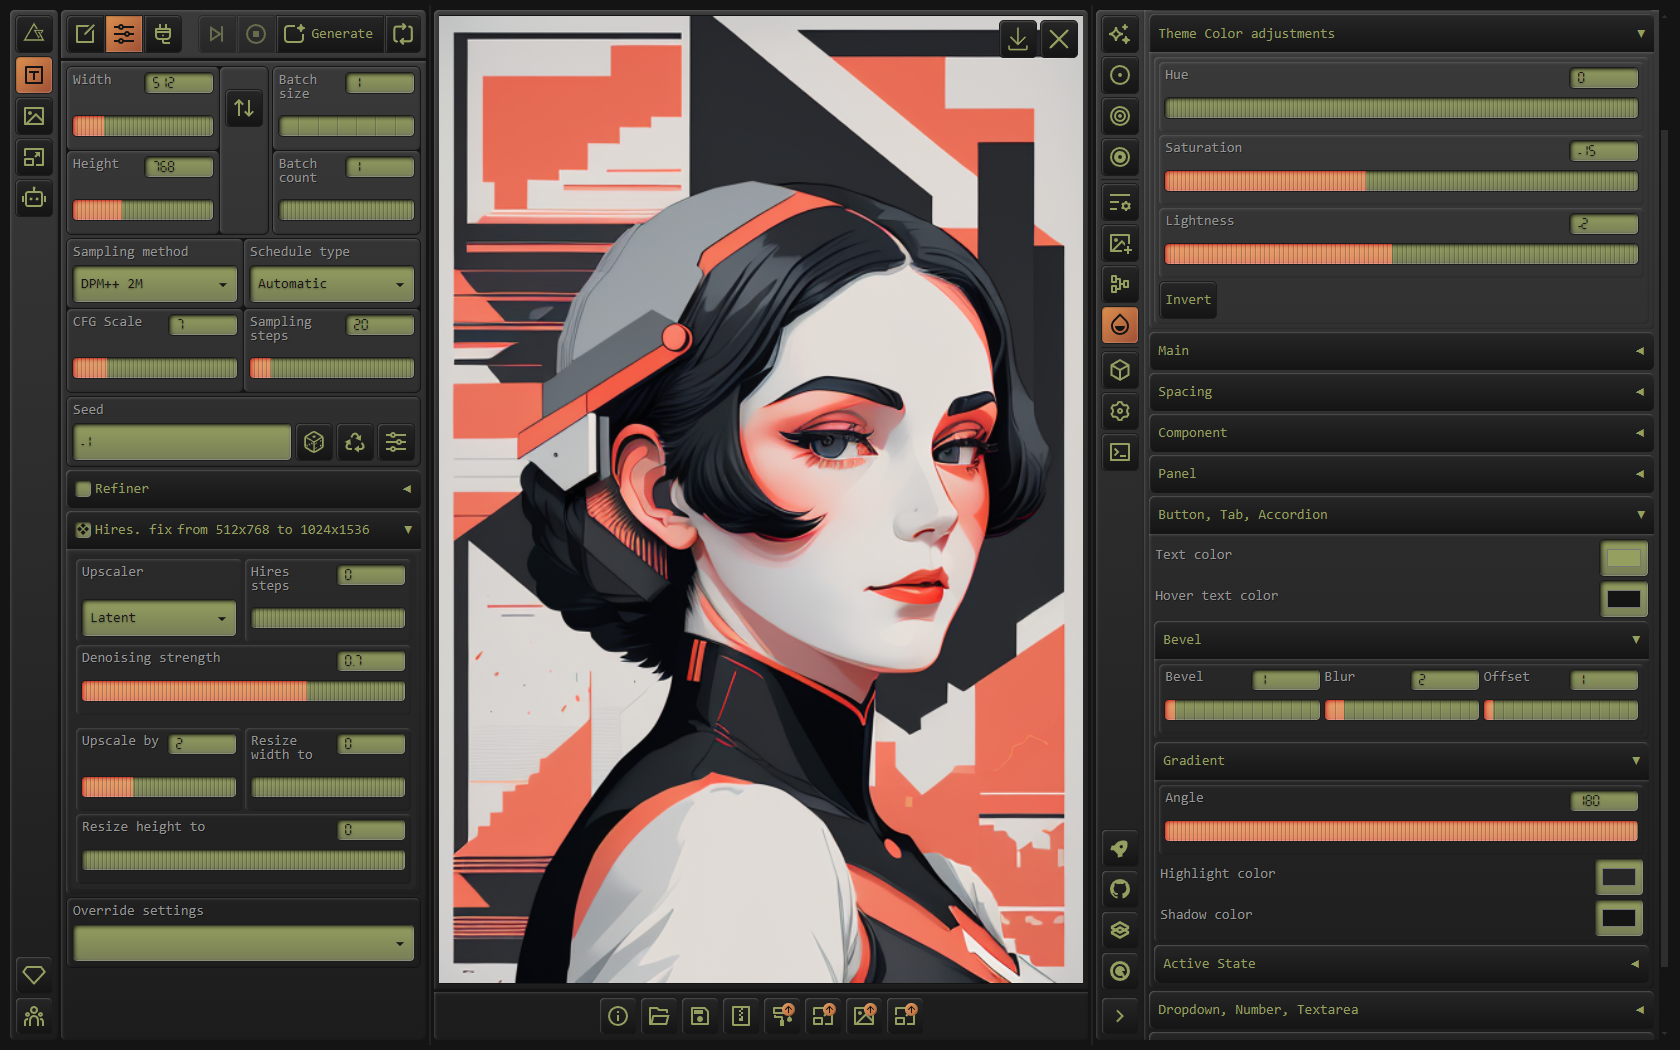 Generate
Width
512
Batch
size
1
Height
768
Batch
count
1
Sampling method
DPM++ 2M
Schedule type
Automatic
CFG Scale
7
Sampling
steps
20
Seed
-1
Refiner
Hires. fix from 512x768 to 1024x1536
Upscaler
Latent
Hires
steps
0
Denoising strength
0.7
Upscale by
2
Resize
width to
0
Resize height to
0
Override settings
Theme Color adjustments
Hue
0
Saturation
-15
Lightness
-2
Invert
Main
Spacing
Component
Panel
Button, Tab, Accordion
Text color
Hover text color
Bevel
Bevel
1
Blur
2
Offset
1
Gradient
Angle
180
Highlight color
Shadow color
Active State
Dropdown, Number, Textarea